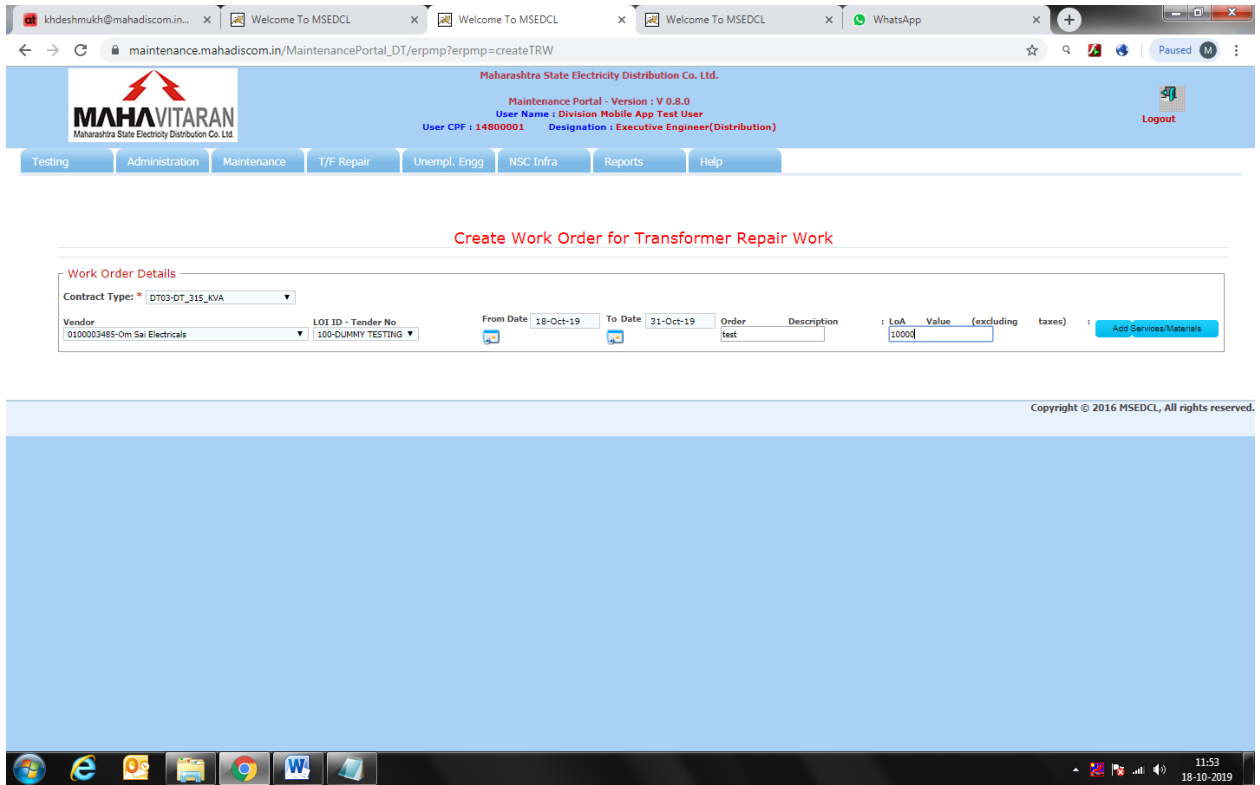 khdeshmukh@mahadiscom.in...
Welcome To MSEDCL
Welcome To MSEDCL
Welcome To MSEDCL
WhatsApp
maintenance.mahadiscom.in/MaintenancePortal_DT/erpmp?erpmp=createTRW
Paused M
MAHAVITARAN
Maharashtra State Electricity Distribution Co. Ltd.
Maharashtra State Electricity Distribution Co. Ltd.
Maintenance Portal - Version : V 0.8.0
User Name : Division Mobile App Test User
User CPF : 14800001 Designation : Executive Engineer(Distribution)
Logout
Testing Administration Maintenance T/F Repair Unempl. Engg NSC Infra Reports Help
Create Work Order for Transformer Repair Work
Work Order Details
Contract Type: * DT03-DT_315_KVA
Vendor LOI ID - Tender No From Date 18-Oct-19 To Date 31-Oct-19 Order Description : LoA Value (excluding taxes) : Add Services/Materials
0100003485-Om Sai Electricals 100-DUMMY TESTING test 10000
Copyright © 2016 MSEDCL, All rights reserved.
11:53
18-10-2019